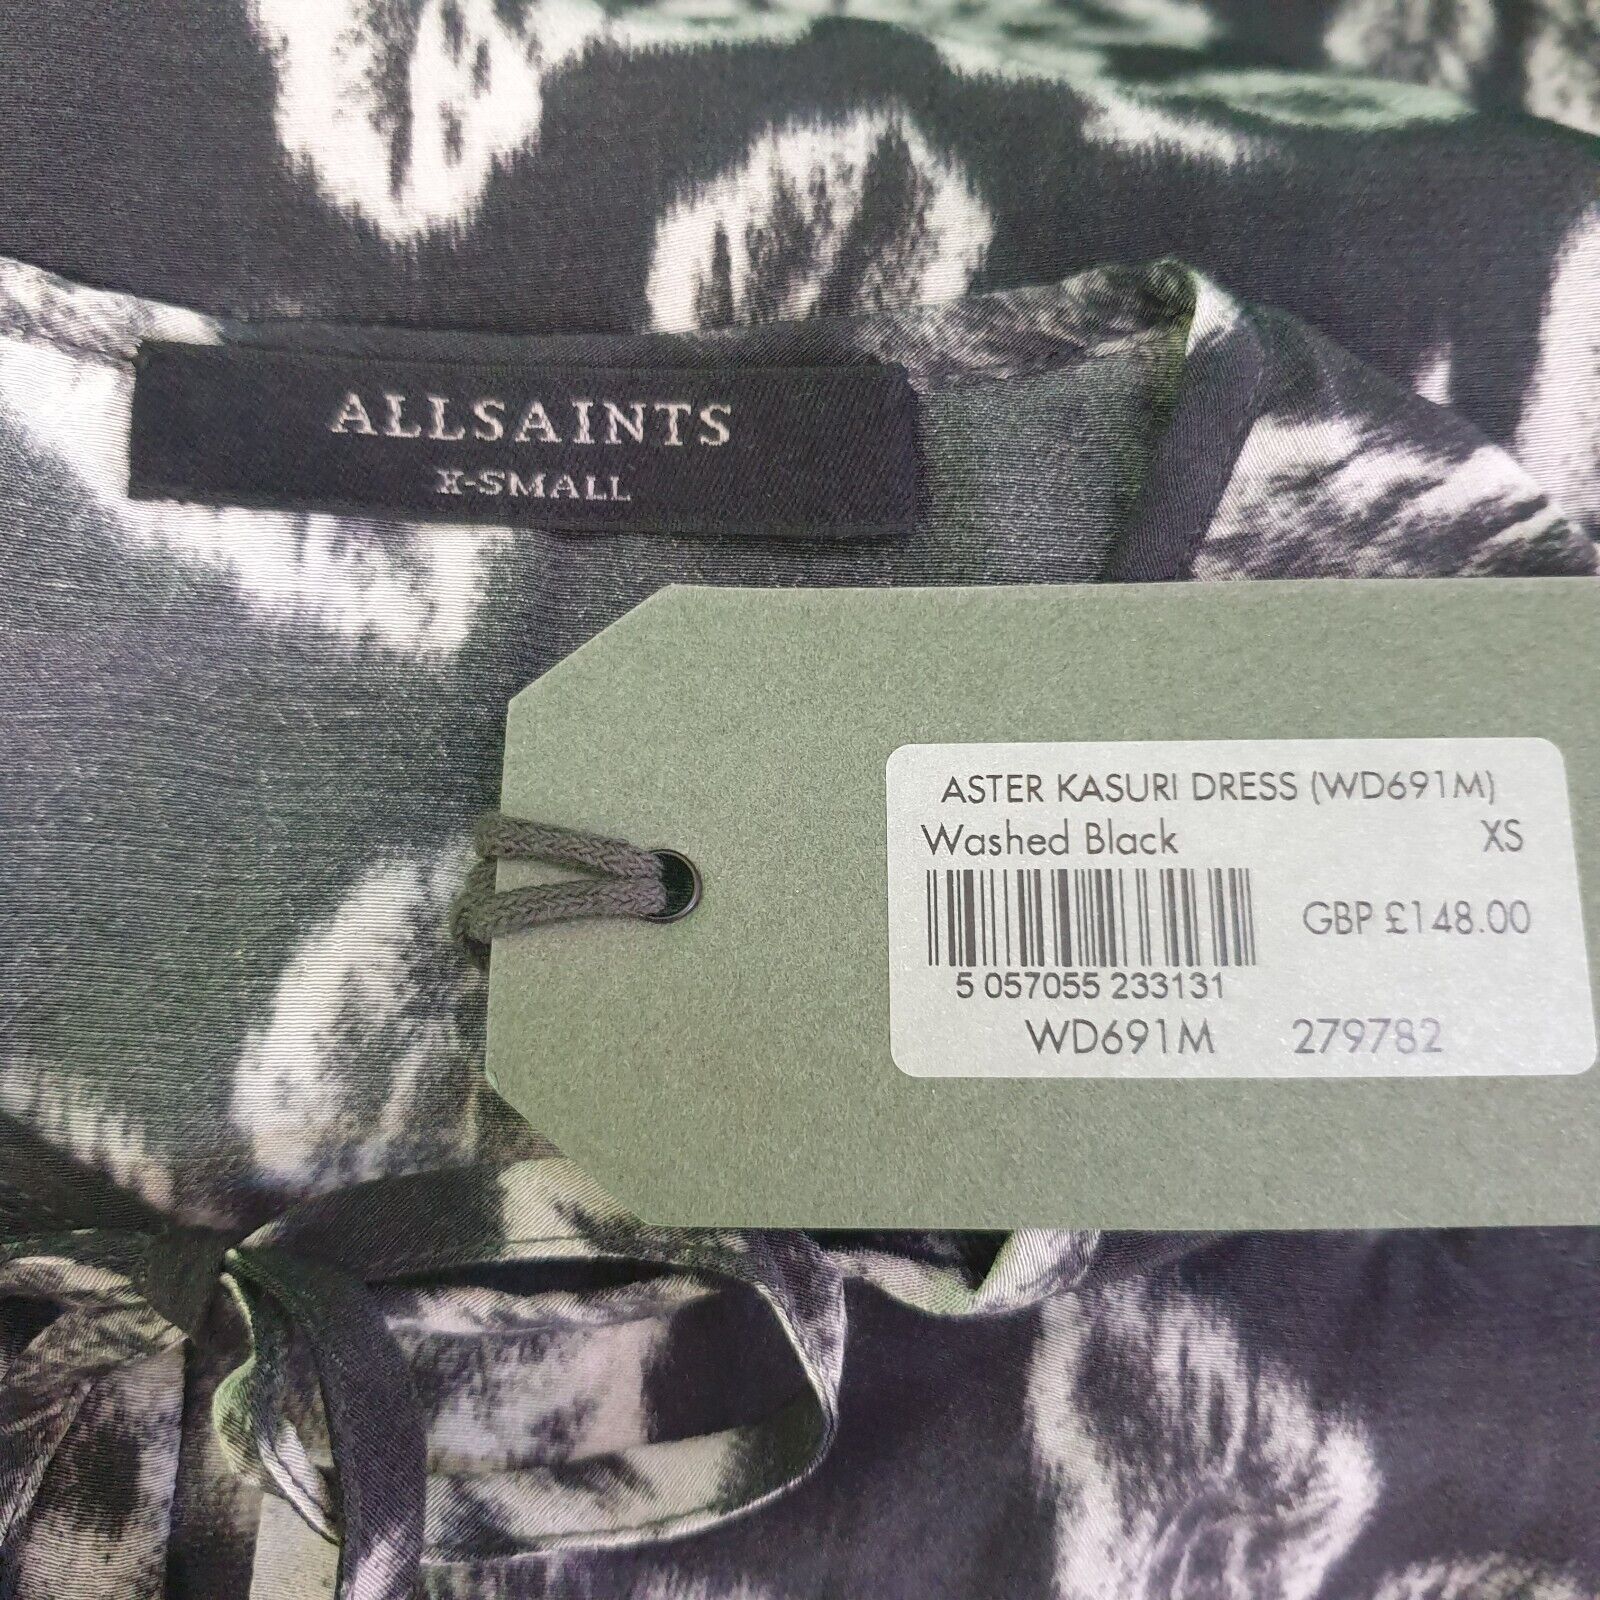 ALLSAINTS
X-SMALL
ASTER KASURI DRESS (WD691M)
Washed Black XS
GBP £148.00
5 057055 233131
WD691M 279782